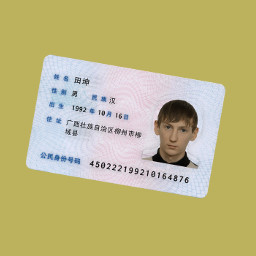 姓名 田坤
性别 男 民族 汉
出生 1992 年 10 月 16 日
住址 广西壮族自治区柳州市柳
城县
公民身份号码 450222199210164876